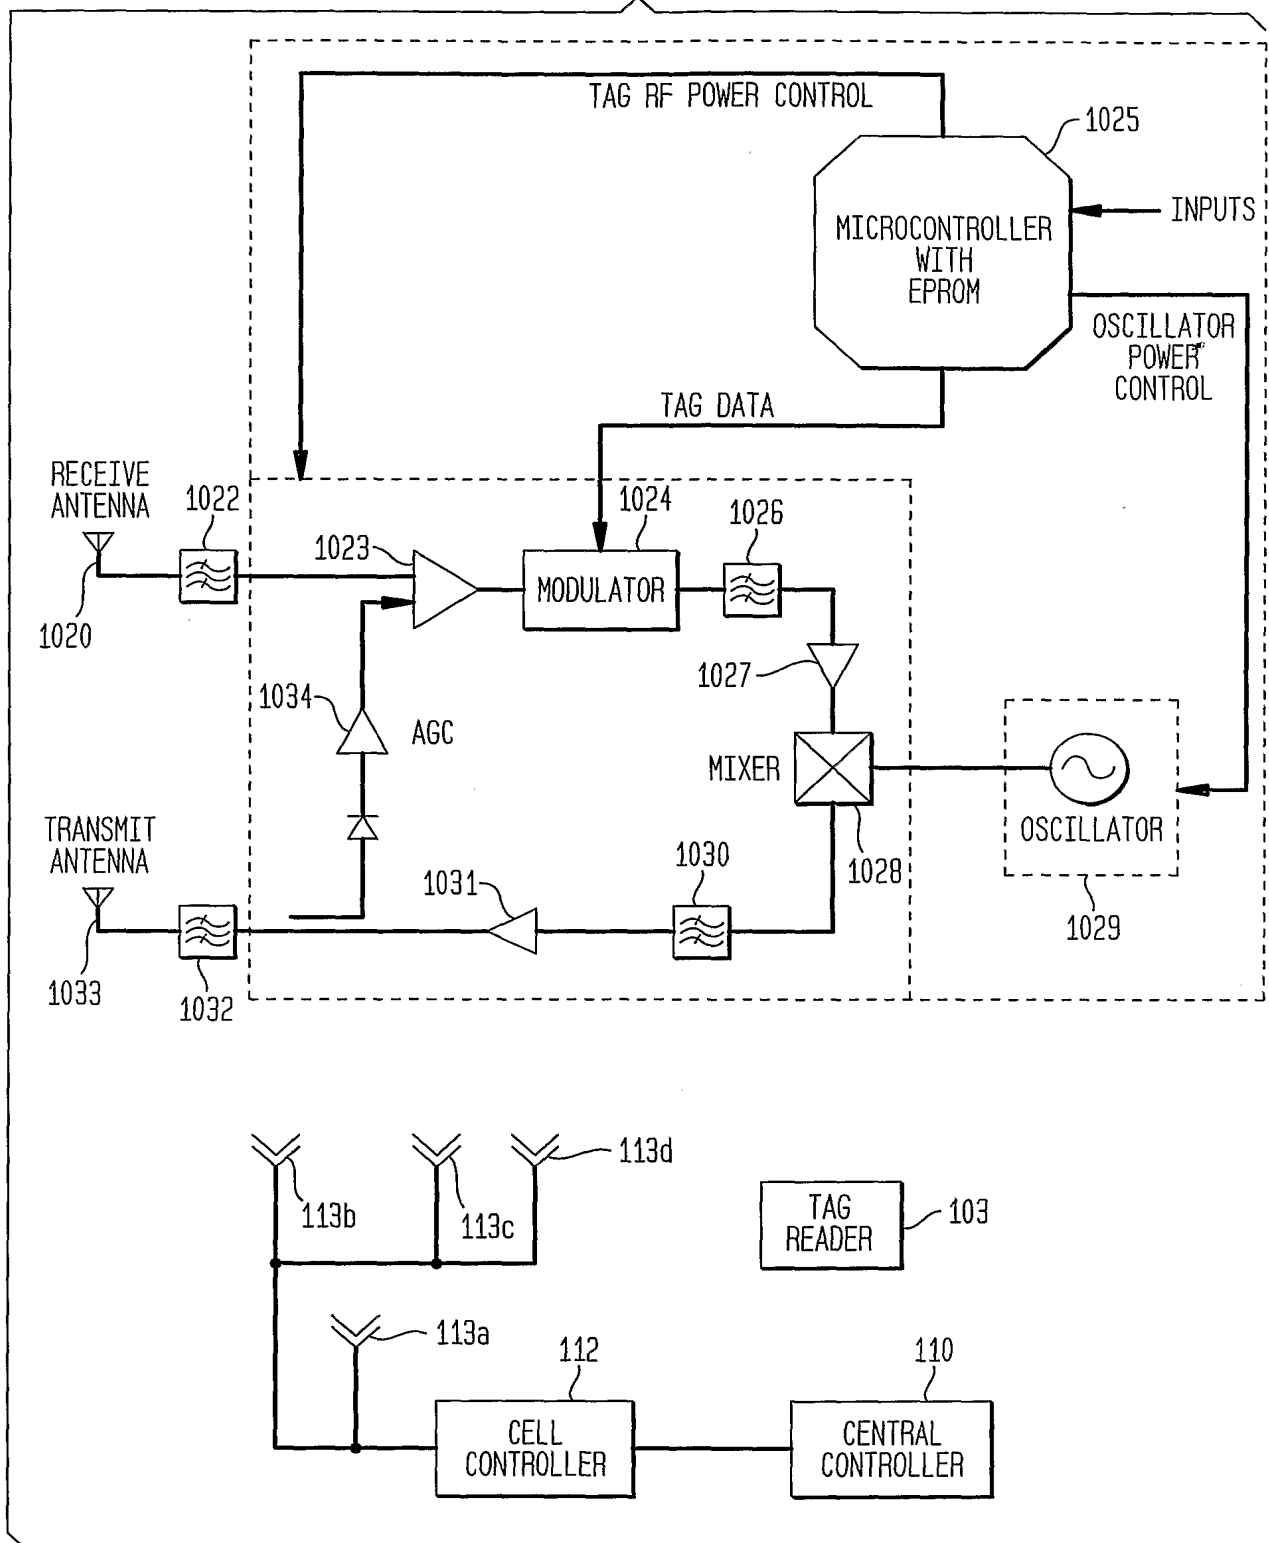 TAG RF POWER CONTROL
1025
INPUTS
MICROCONTROLLER
WITH
EPROM
OSCILLATOR
POWER
CONTROL
TAG DATA
RECEIVE
ANTENNA
1022
1024
1026
1023
MODULATOR
1020
1027
1034
AGC
MIXER
OSCILLATOR
TRANSMIT
ANTENNA
1030
1028
1031
1029
1033
1032
113d
113b
113c
TAG
READER
103
113a
112
110
CELL
CONTROLLER
CENTRAL
CONTROLLER